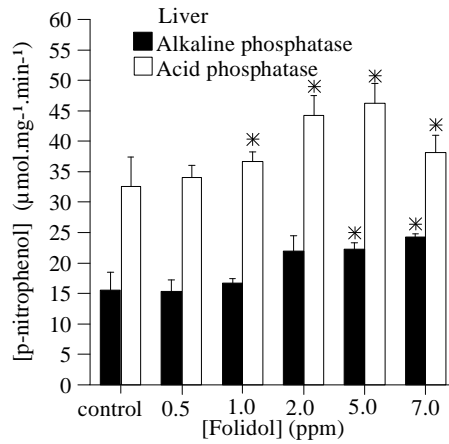 Liver
Alkaline phosphatase
Acid phosphatase
[p-nitrophenol] (µmol.mg-¹.min-¹)
60
55
50
45
40
35
30
25
20
15
10
5
0
control 0.5 1.0 2.0 5.0 7.0
[Folidol] (ppm)